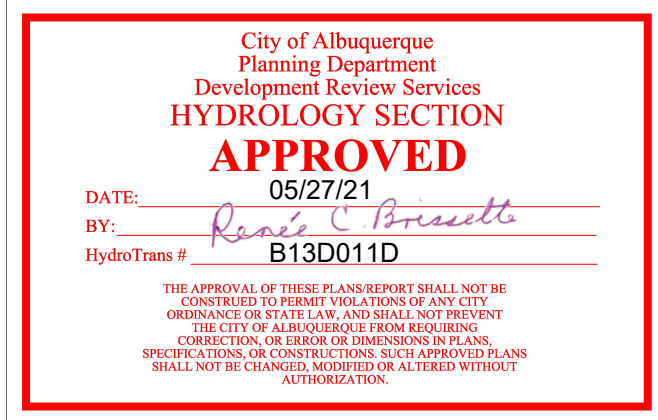 City of Albuquerque
Planning Department
Development Review Services
HYDROLOGY SECTION
APPROVED
DATE: 05/27/21
BY: Renée C. Brissette
HydroTrans # B13D011D
THE APPROVAL OF THESE PLANS/REPORT SHALL NOT BE
CONSTRUED TO PERMIT VIOLATIONS OF ANY CITY
ORDINANCE OR STATE LAW, AND SHALL NOT PREVENT
THE CITY OF ALBUQUERQUE FROM REQUIRING
CORRECTION, OR ERROR OR DIMENSIONS IN PLANS,
SPECIFICATIONS, OR CONSTRUCTIONS. SUCH APPROVED PLANS
SHALL NOT BE CHANGED, MODIFIED OR ALTERED WITHOUT
AUTHORIZATION.